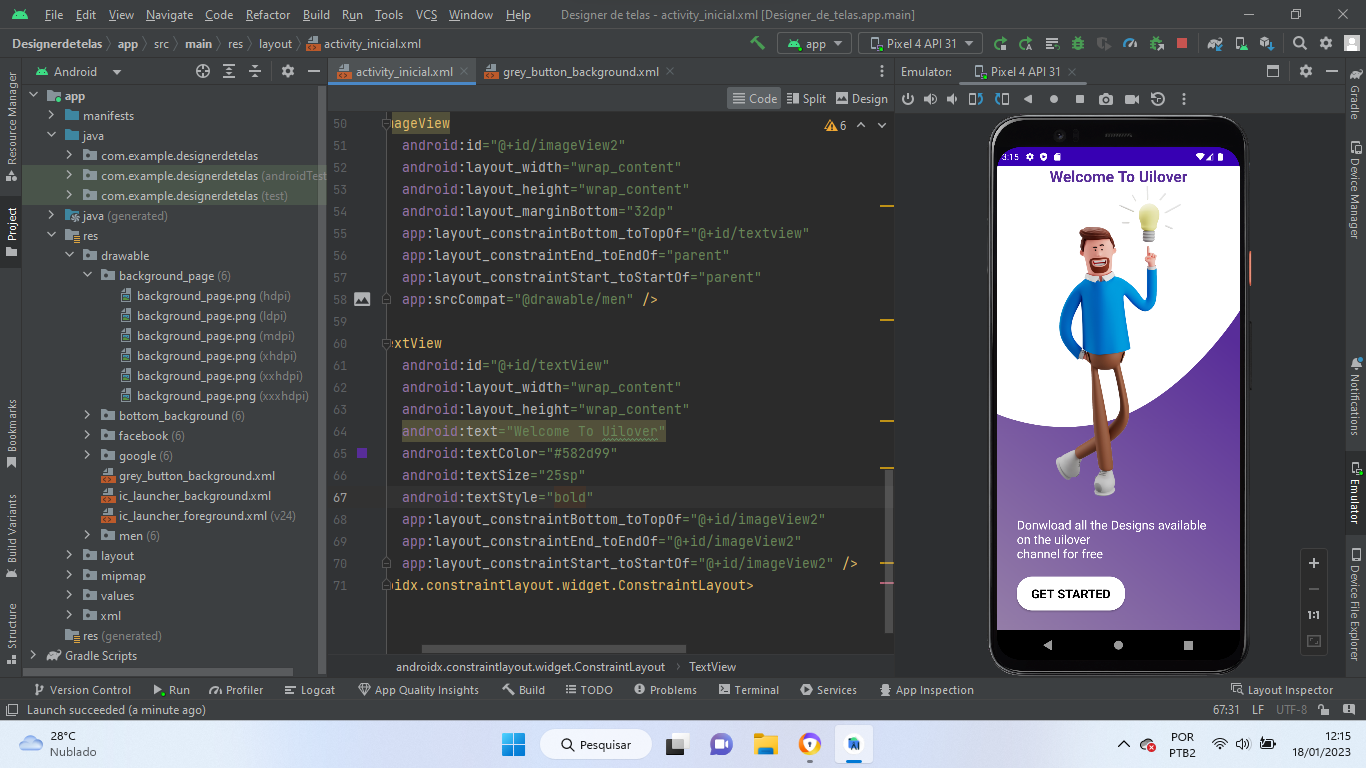 File Edit View Navigate Code Refactor Build Run Tools VCS Window Help Designer de telas - activity_inicial.xml [Designer_de_telas.app.main]
Designerdetelas app src main res layout activity_inicial.xml app Pixel 4 API 31
Android activity_inicial.xml grey_button_background.xml Emulator: Pixel 4 API 31
Code Split Design
Resource Manager
Project
Bookmarks
Build Variants
Structure
app
manifests
java
com.example.designerdetelas
com.example.designerdetelas (androidTest
com.example.designerdetelas (test)
java (generated)
res
drawable
background_page (6)
background_page.png (hdpi)
background_page.png (ldpi)
background_page.png (mdpi)
background_page.png (xhdpi)
background_page.png (xxhdpi)
background_page.png (xxxhdpi)
bottom_background (6)
facebook (6)
google (6)
grey_button_background.xml
ic_launcher_background.xml
ic_launcher_foreground.xml (v24)
men (6)
layout
mipmap
values
xml
res (generated)
Gradle Scripts
6
50 nageView
51 android:id="@+id/imageView2"
52 android:layout_width="wrap_content"
53 android:layout_height="wrap_content"
54 android:layout_marginBottom="32dp"
55 app:layout_constraintBottom_toTopOf="@+id/textview"
56 app:layout_constraintEnd_toEndOf="parent"
57 app:layout_constraintStart_toStartOf="parent"
58 app:srcCompat="@drawable/men" />
59
60 extView
61 android:id="@+id/textView"
62 android:layout_width="wrap_content"
63 android:layout_height="wrap_content"
64 android:text="Welcome To Uilover"
65 android:textColor="#582d99"
66 android:textSize="25sp"
67 android:textStyle="bold"
68 app:layout_constraintBottom_toTopOf="@+id/imageView2"
69 app:layout_constraintEnd_toEndOf="@+id/imageView2"
70 app:layout_constraintStart_toStartOf="@+id/imageView2" />
71 oidx.constraintlayout.widget.ConstraintLayout>
androidx.constraintlayout.widget.ConstraintLayout TextView
3:15
Welcome To Uilover
Donwload all the Designs available
on the uilover
channel for free
GET STARTED
1:1
Gradle
Device Manager
Notifications
Emulator
Device File Explorer
Version Control Run Profiler Logcat App Quality Insights Build TODO Problems Terminal Services App Inspection Layout Inspector
Launch succeeded (a minute ago) 67:31 LF UTF-8
28°C
Nublado
Pesquisar
POR
PTB2
12:15
18/01/2023